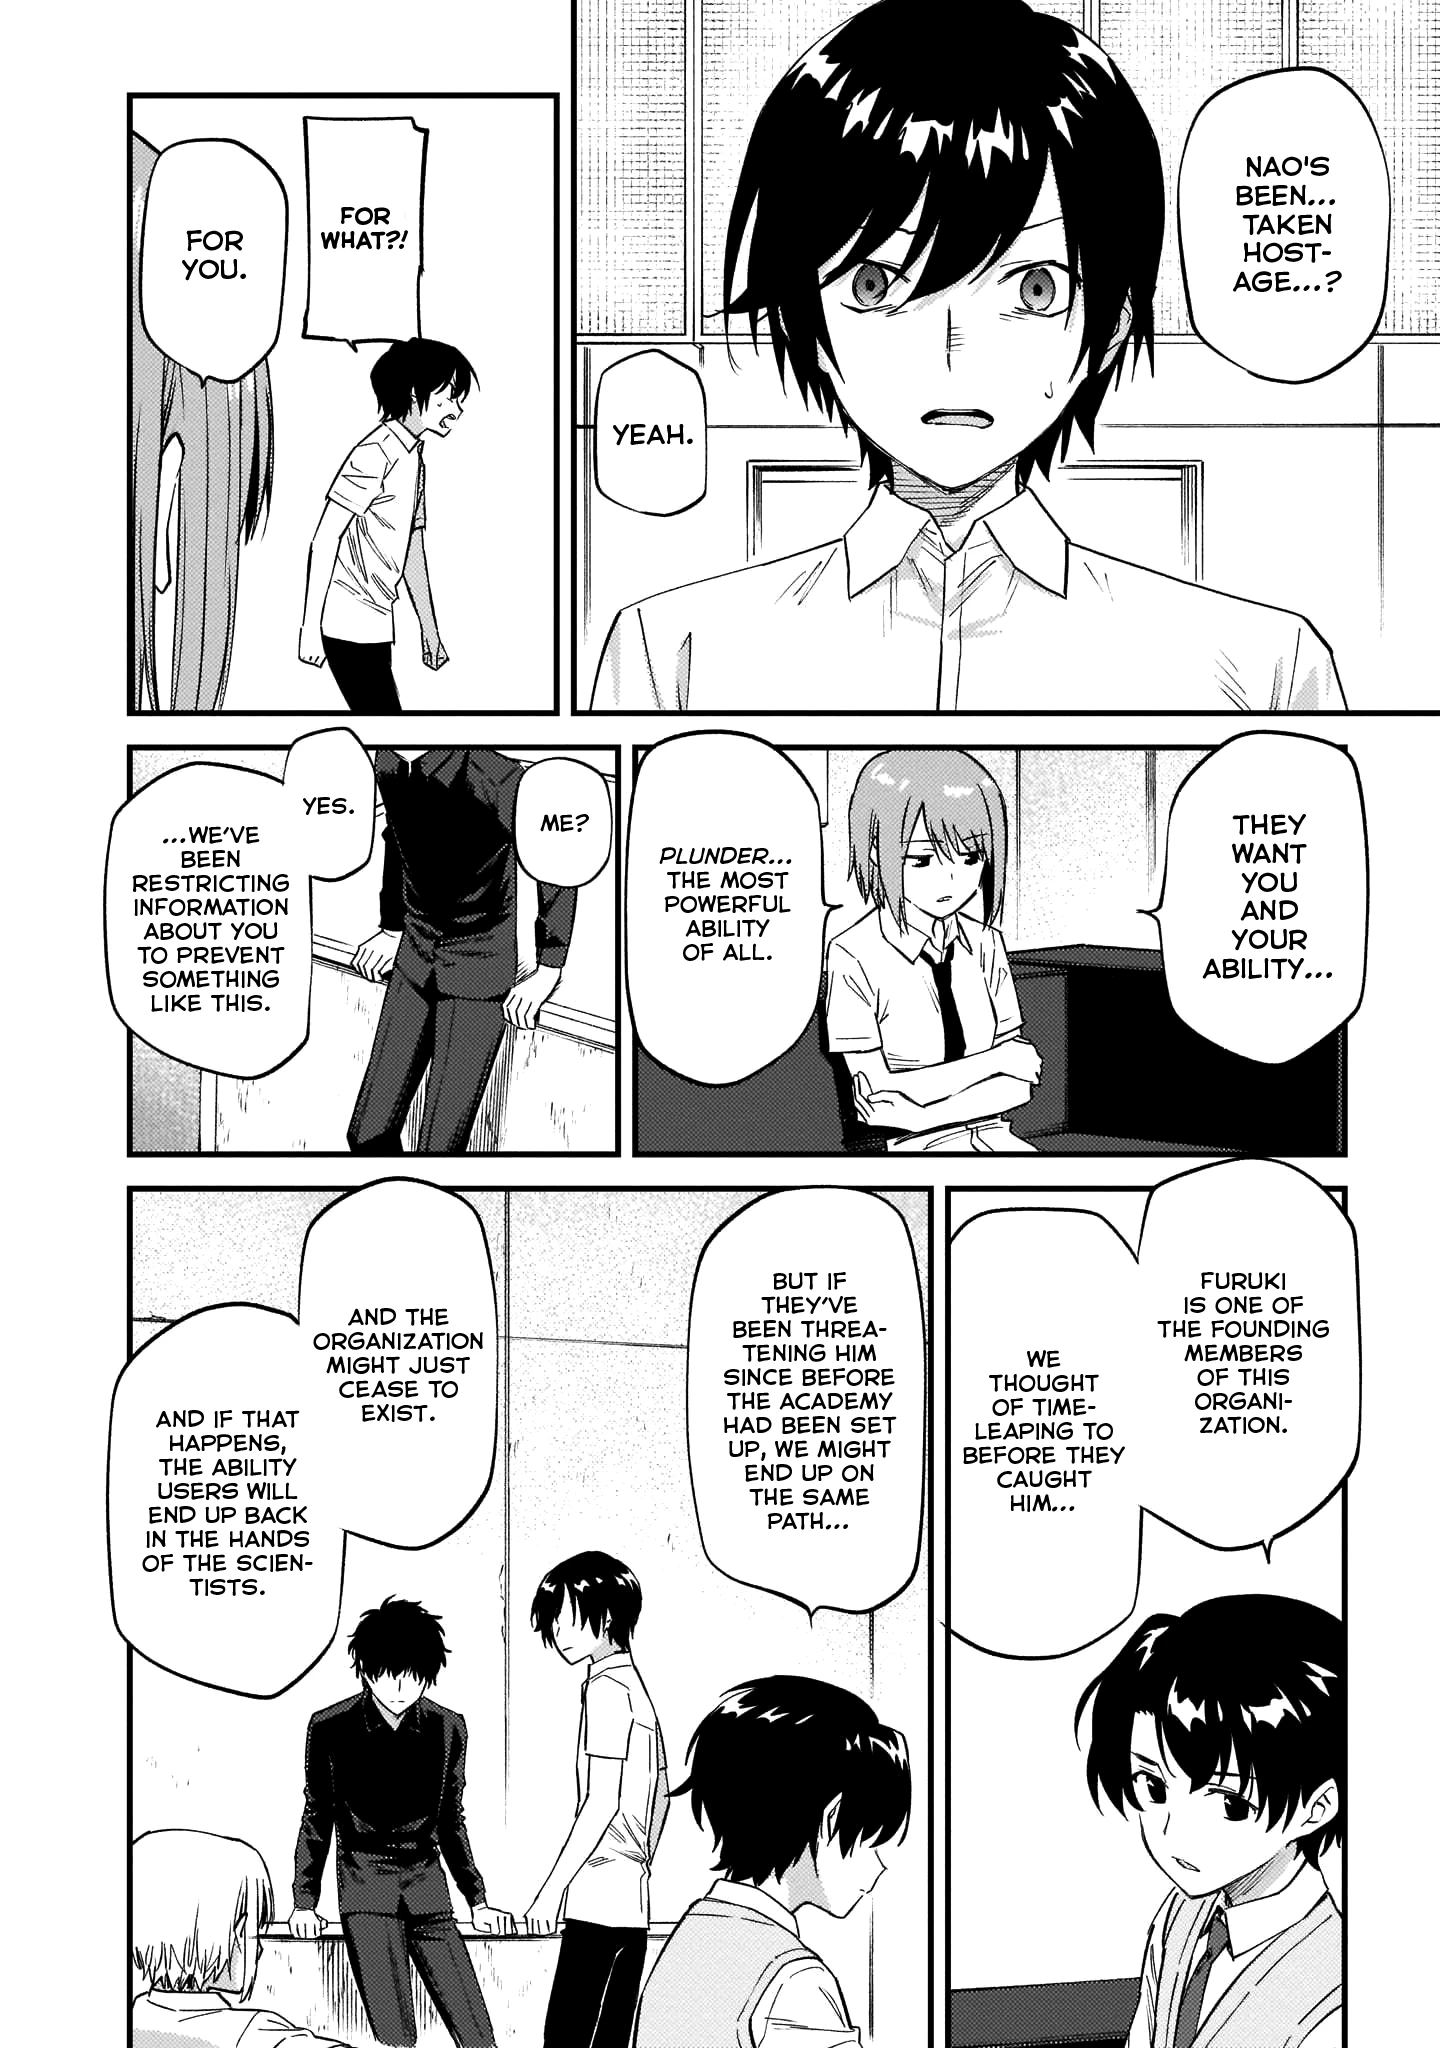 NAO'S
BEEN...
TAKEN
HOST-
AGE...?
YEAH.
FOR
WHAT?!
FOR
YOU.
THEY
WANT
YOU
AND
YOUR
ABILITY...
PLUNDER...
THE MOST
POWERFUL
ABILITY
OF ALL.
ME?
YES.
...WE'VE
BEEN
RESTRICTING
INFORMATION
ABOUT YOU
TO PREVENT
SOMETHING
LIKE THIS.
FURUKI
IS ONE OF
THE FOUNDING
MEMBERS
OF THIS
ORGANI-
ZATION.
WE
THOUGHT
OF TIME-
LEAPING TO
BEFORE THEY
CAUGHT
HIM...
BUT IF
THEY'VE
BEEN THREA-
TENING HIM
SINCE BEFORE
THE ACADEMY
HAD BEEN SET
UP, WE MIGHT
END UP ON
THE SAME
PATH...
AND THE
ORGANIZATION
MIGHT JUST
CEASE TO
EXIST.
AND IF THAT
HAPPENS,
THE ABILITY
USERS WILL
END UP BACK
IN THE HANDS
OF THE SCIEN-
TISTS.